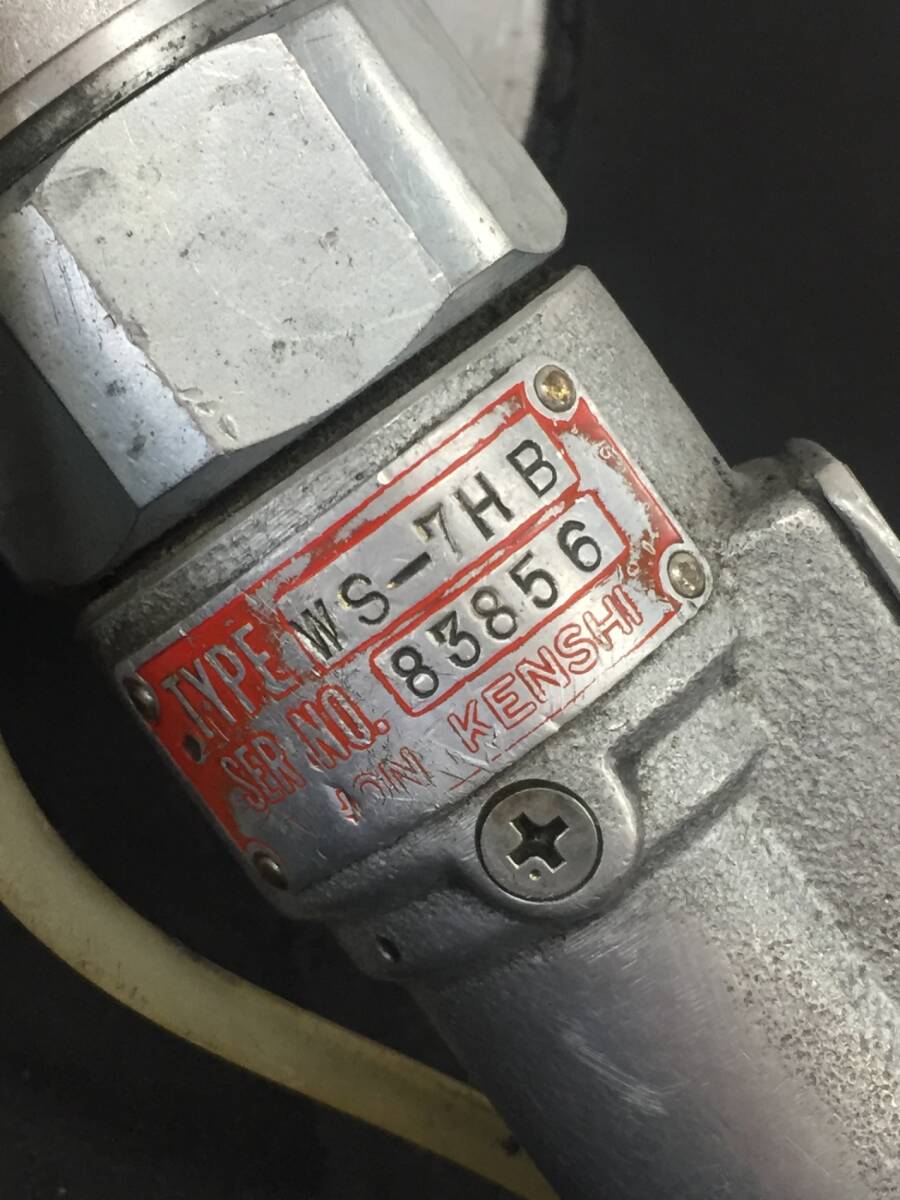 TYPE WS-7HB
SER NO. 83856
KENSHI